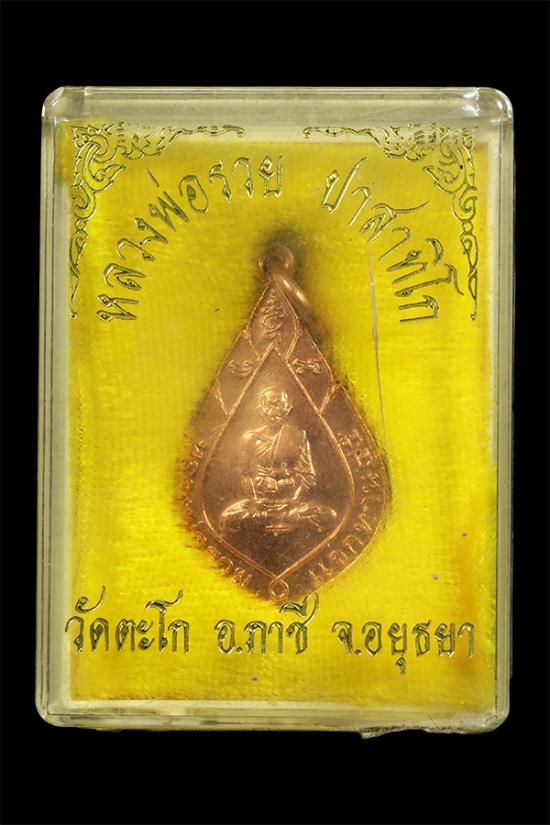 หลวงพ่อรวย ปาสาทิโก
วัดตะโก อ.ภาชี จ.อยุธยา